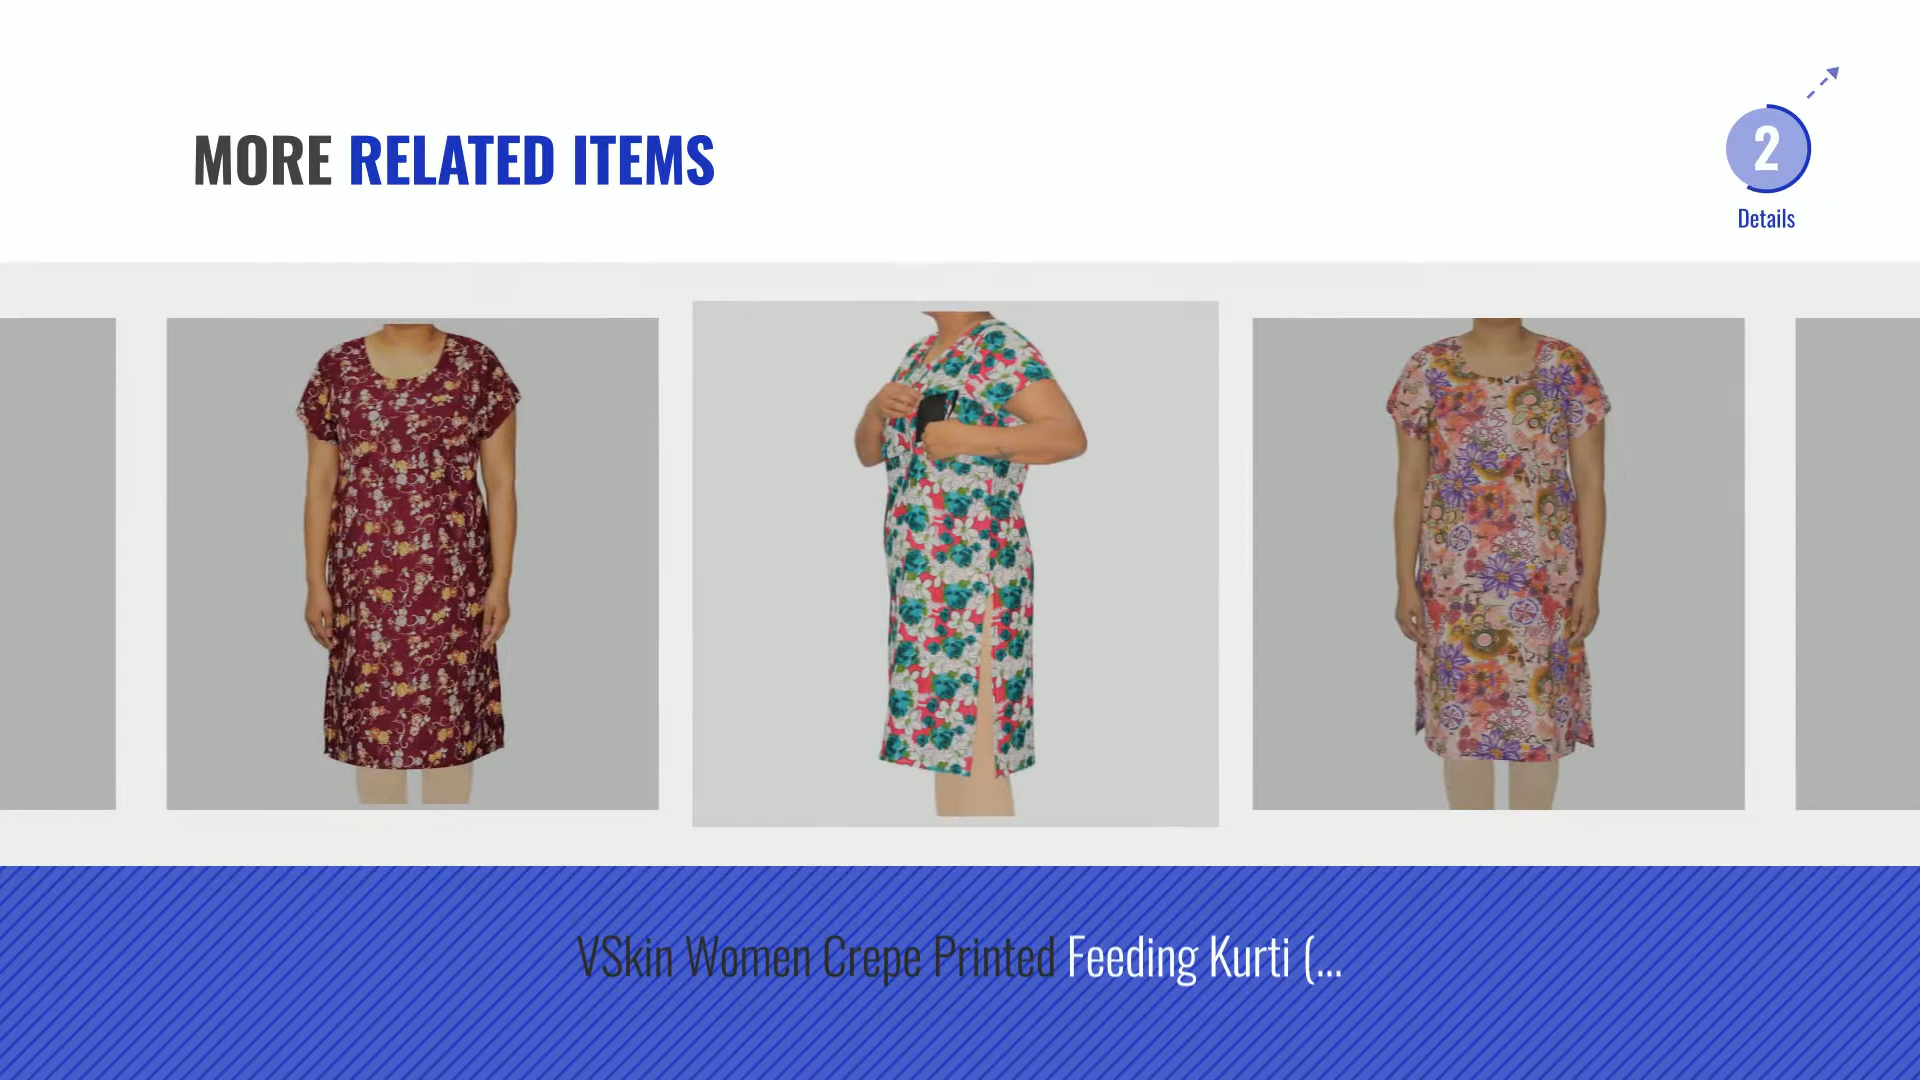 MORE RELATED ITEMS
2
Details
VSkin Women Crepe Printed Feeding Kurti (...